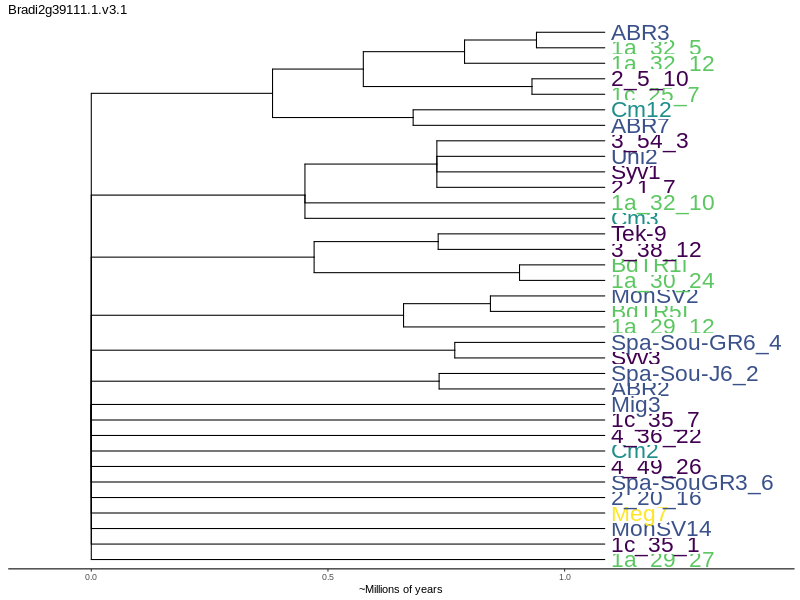 Bradi2g39111.1.v3.1
ABR3
1a_32_5
1a_32_12
2_5_10
1c_25_7
Cm12
ABR7
3_54_3
Uni2
Syv1
2_1_7
1a_32_10
Cm3
Tek-9
3_38_12
BdTR1i
1a_30_24
MonSV2
BdTR5i
1a_29_12
Spa-Sou-GR6_4
Syv3
Spa-Sou-J6_2
ABR2
Mig3
1c_35_7
4_36_22
Cm2
4_49_26
Spa-SouGR3_6
2_20_16
Meg7
MonSV14
1c_35_1
1a_29_27
0.0 0.5 1.0
~Millions of years